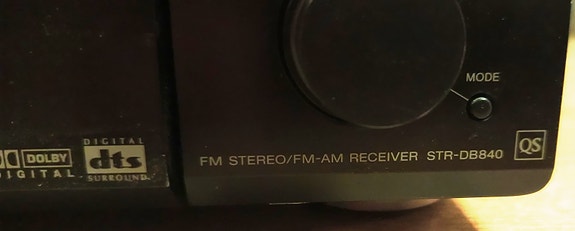 MODE
FM STEREO/FM-AM RECEIVER STR-DB840
QS
DOLBY
DIGITAL
DIGITAL
dts
SURROUND